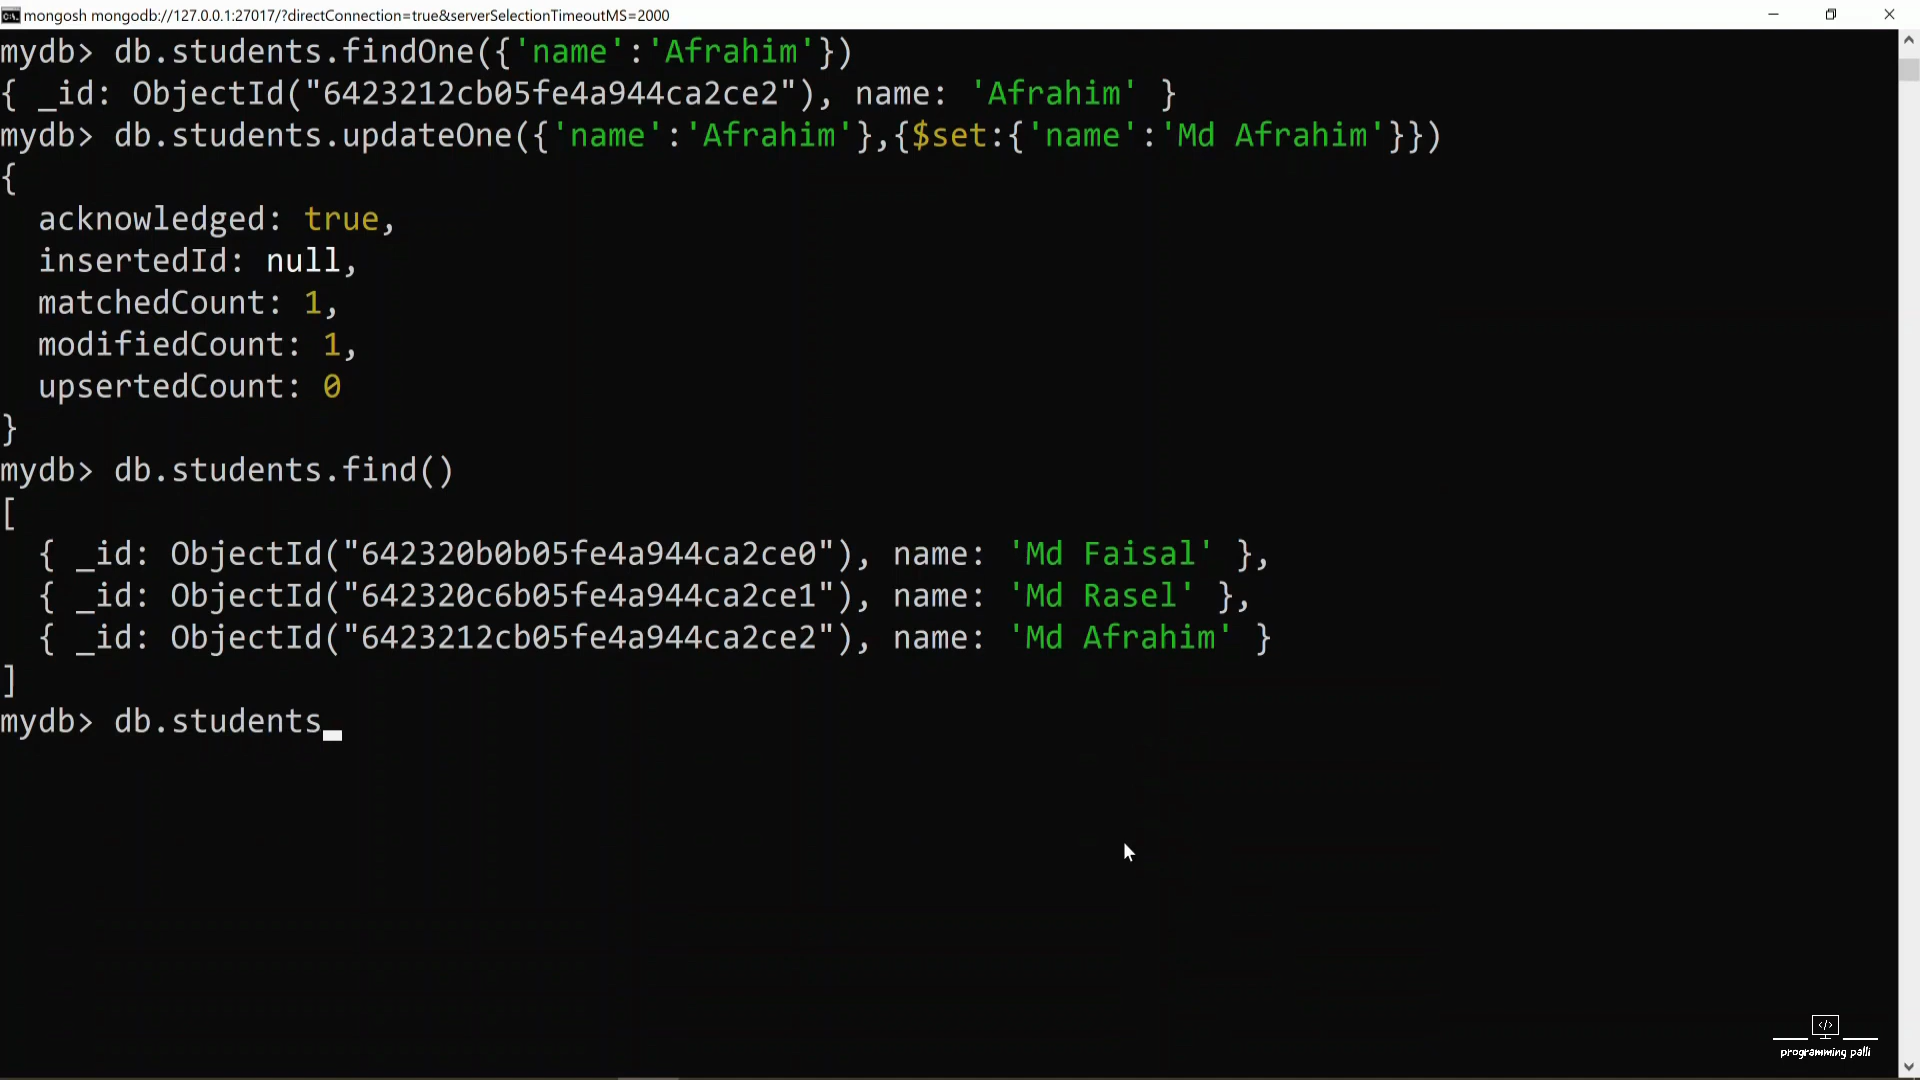 mongosh mongodb://127.0.0.1:27017/?directConnection=true&serverSelectionTimeoutMS=2000
mydb> db.students.findOne({'name':'Afrahim'})
{ _id: ObjectId("6423212cb05fe4a944ca2ce2"), name: 'Afrahim' }
mydb> db.students.updateOne({'name':'Afrahim'},{$set:{'name':'Md Afrahim'}})
{
  acknowledged: true,
  insertedId: null,
  matchedCount: 1,
  modifiedCount: 1,
  upsertedCount: 0
}
mydb> db.students.find()
[
  { _id: ObjectId("642320b0b05fe4a944ca2ce0"), name: 'Md Faisal' },
  { _id: ObjectId("642320c6b05fe4a944ca2ce1"), name: 'Md Rasel' },
  { _id: ObjectId("6423212cb05fe4a944ca2ce2"), name: 'Md Afrahim' }
]
mydb> db.students
</>
programming palli